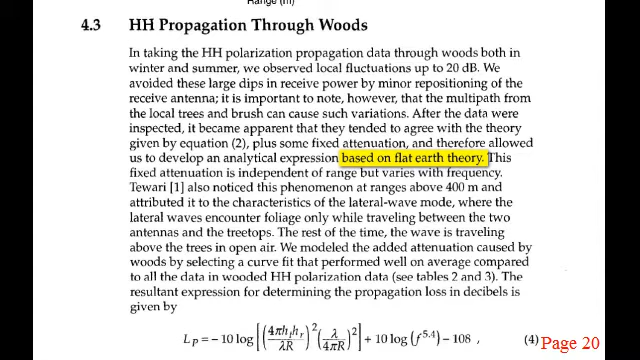 Range (m)
4.3 HH Propagation Through Woods
In taking the HH polarization propagation data through woods both in
winter and summer, we observed local fluctuations up to 20 dB. We
avoided these large dips in receive power by minor repositioning of the
receive antenna; it is important to note, however, that the multipath from
the local trees and brush can cause such variations. After the data were
inspected, it became apparent that they tended to agree with the theory
given by equation (2), plus some fixed attenuation, and therefore allowed
us to develop an analytical expression based on flat earth theory. This
fixed attenuation is independent of range but varies with frequency.
Tewari [1] also noticed this phenomenon at ranges above 400 m and
attributed it to the characteristics of the lateral-wave mode, where the
lateral waves encounter foliage only while traveling between the two
antennas and the treetops. The rest of the time, the wave is traveling
above the trees in open air. We modeled the added attenuation caused by
woods by selecting a curve fit that performed well on average compared
to all the data in wooded HH polarization data (see tables 2 and 3). The
resultant expression for determining the propagation loss in decibels is
given by
L_P = − 10 log [ (4πh_t h_r / λR)^2 (λ / 4πR)^2 ] + 10 log (f^5.4) − 108 , (4) Page 20